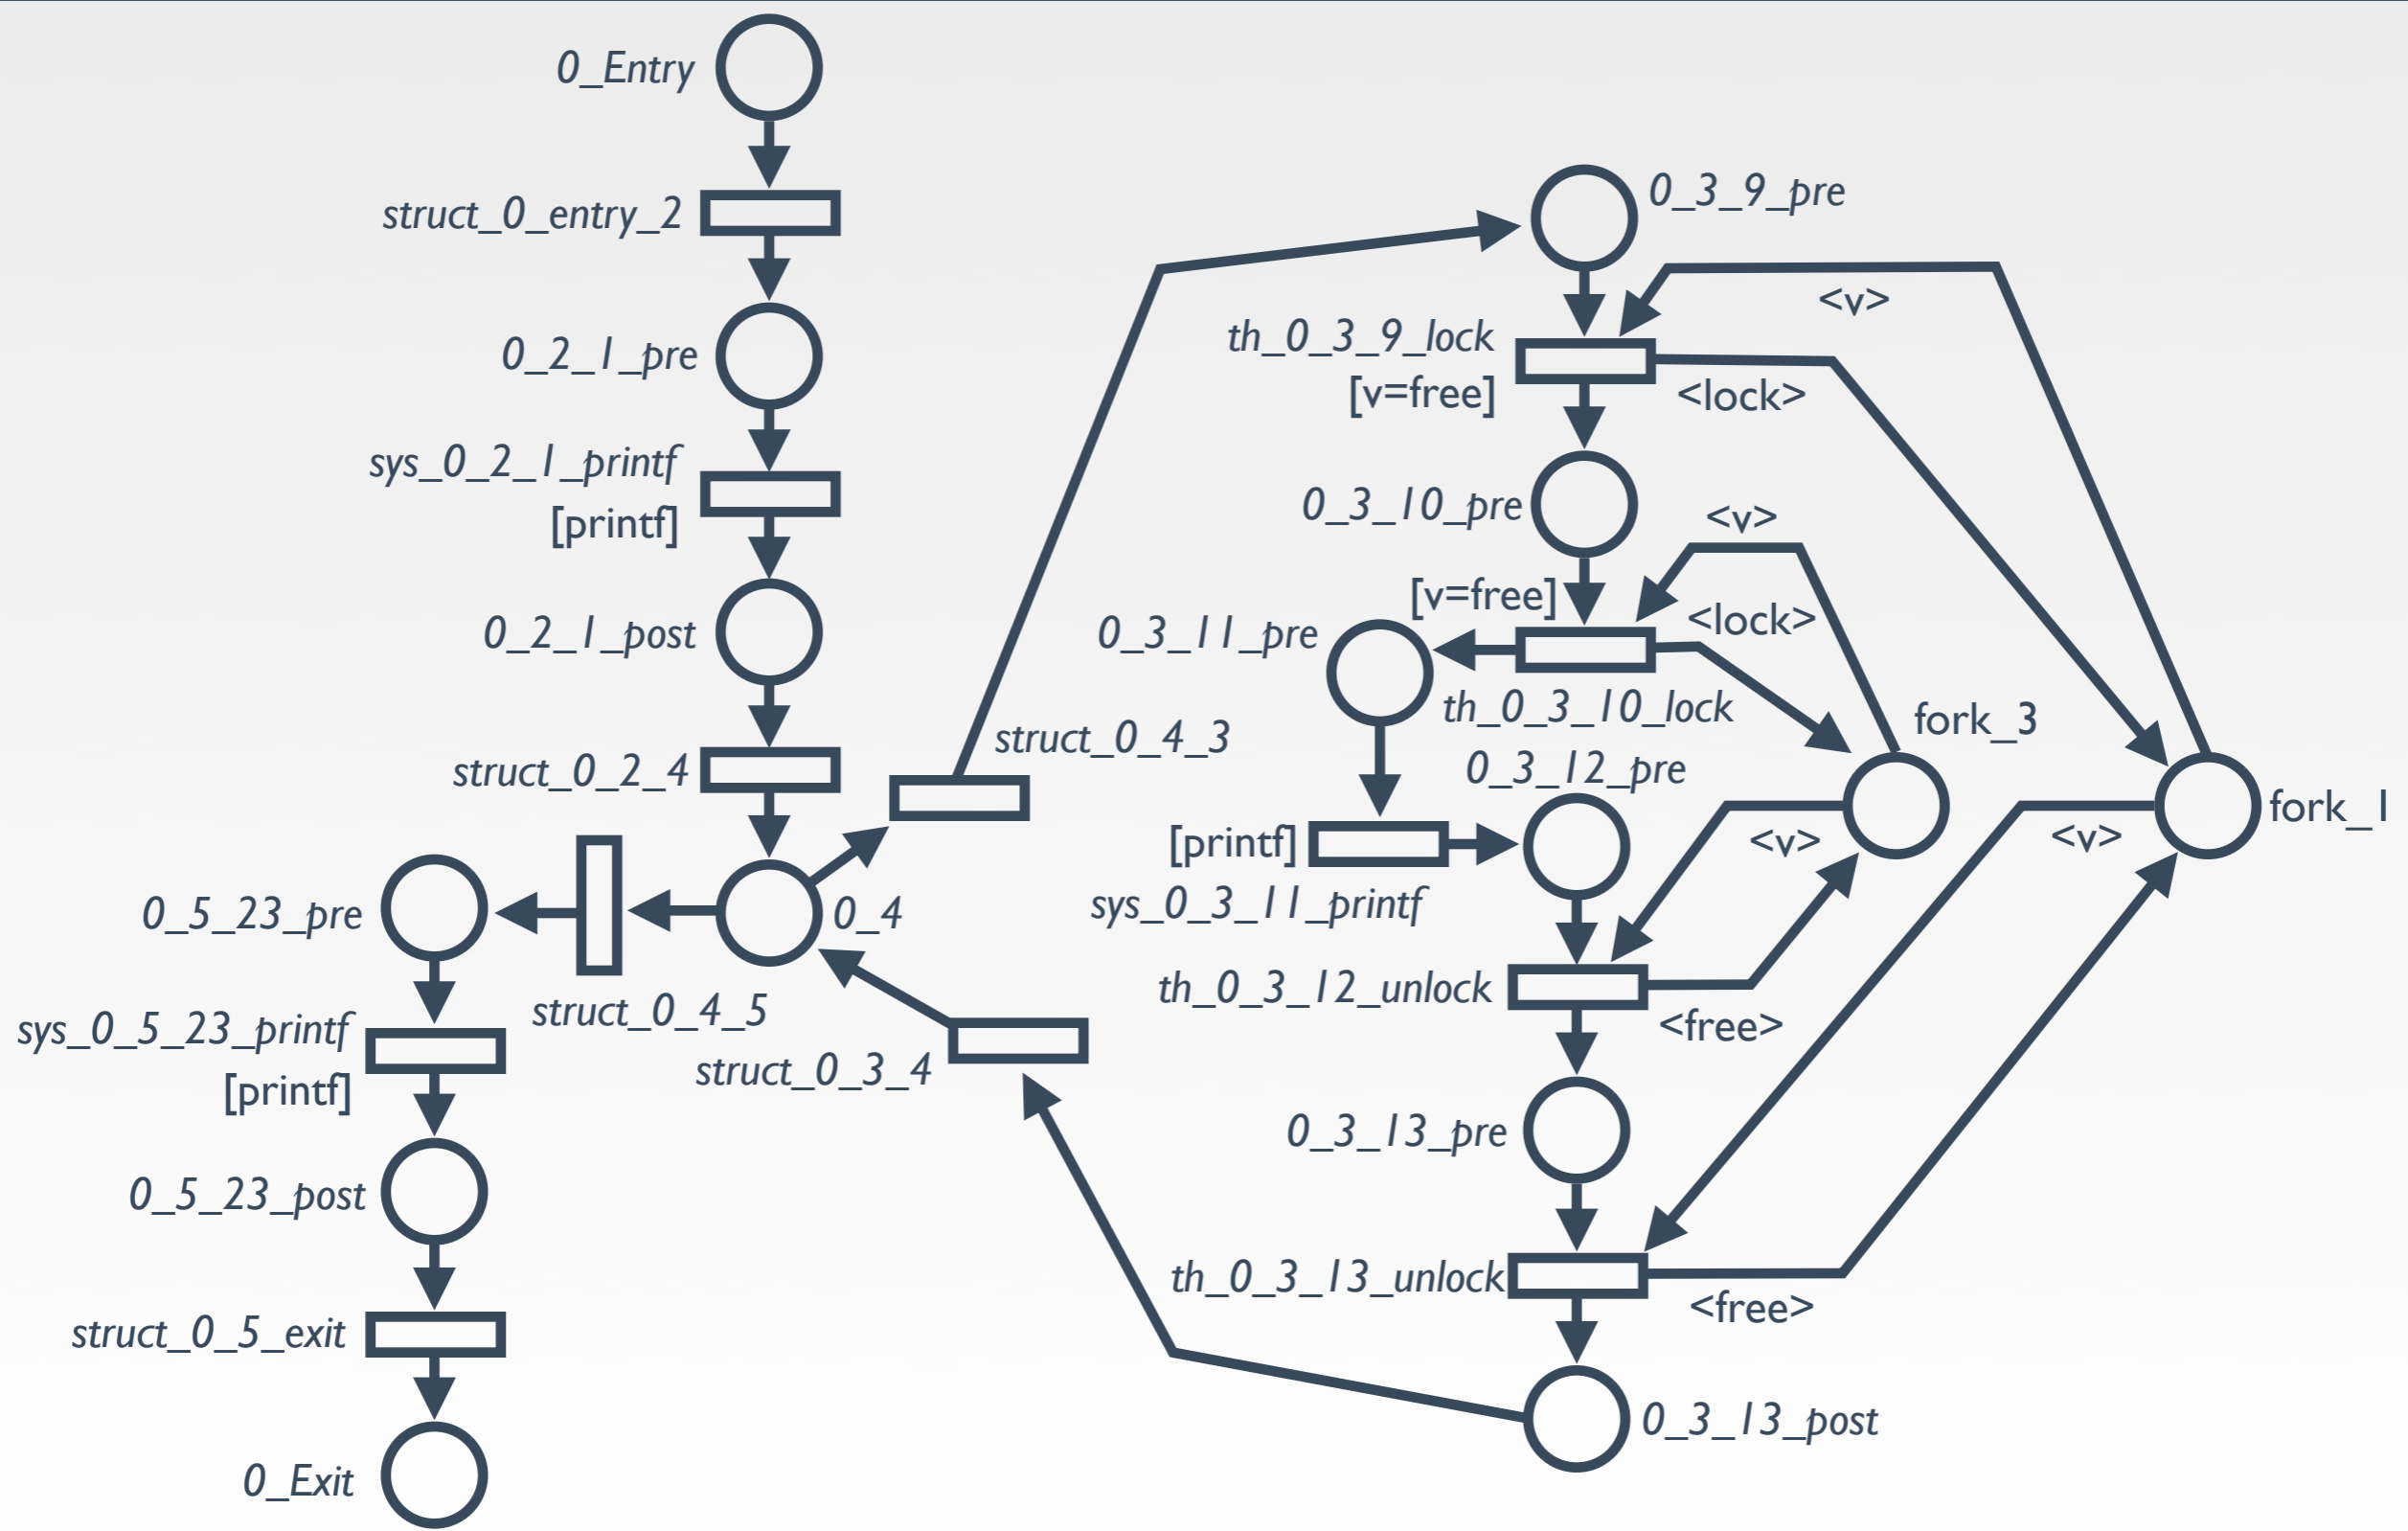 0_Entry
struct_0_entry_2
0_2_1_pre
sys_0_2_1_printf
[printf]
0_2_1_post
struct_0_2_4
0_4
struct_0_4_5
0_5_23_pre
sys_0_5_23_printf
[printf]
0_5_23_post
struct_0_5_exit
0_Exit
struct_0_4_3
struct_0_3_4
0_3_9_pre
<v>
th_0_3_9_lock
[v=free]
<lock>
0_3_10_pre
<v>
[v=free]
<lock>
0_3_11_pre
th_0_3_10_lock
fork_3
fork_1
0_3_12_pre
[printf]
sys_0_3_11_printf
<v>
<v>
th_0_3_12_unlock
<free>
0_3_13_pre
th_0_3_13_unlock
<free>
0_3_13_post